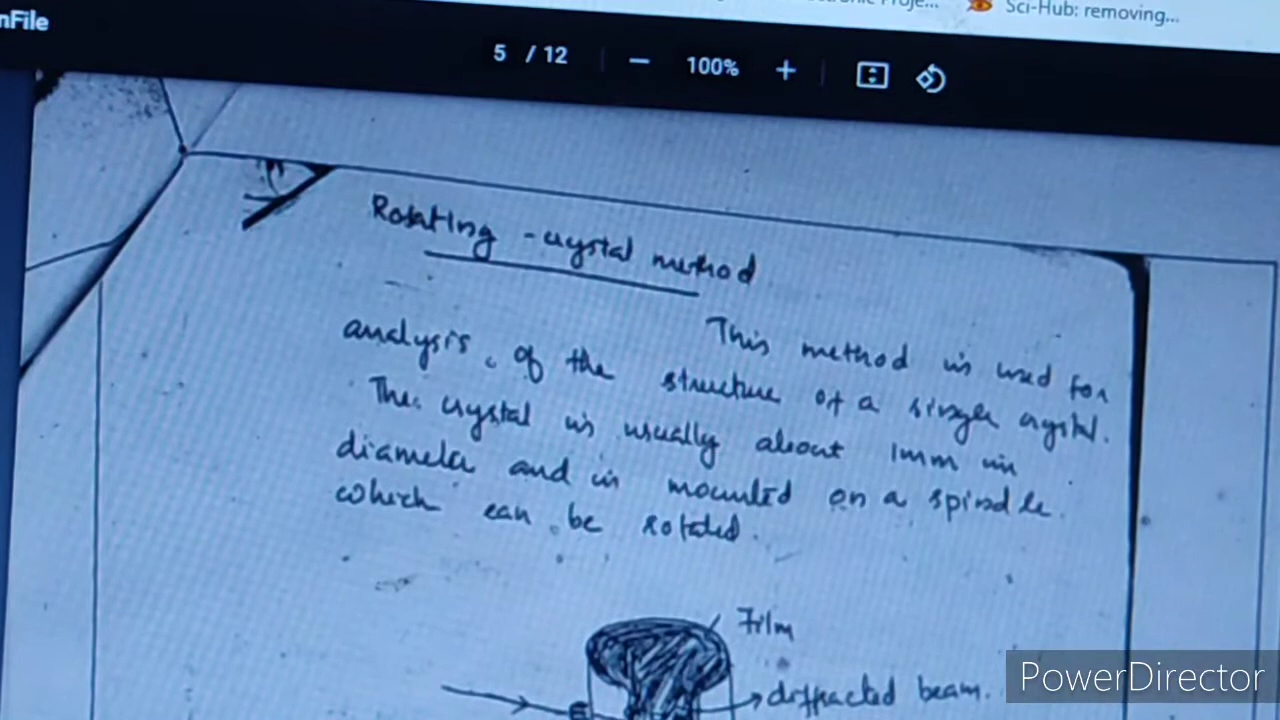 nFile
Sci-Hub: removing...
5 / 12
100%
Rotating - crystal method
This method is used for
analysis of the structure of a single crystal.
The crystal is usually about 1mm in
diameter and is mounted on a spindle.
which can be rotated.
Film
diffracted beam.
PowerDirector